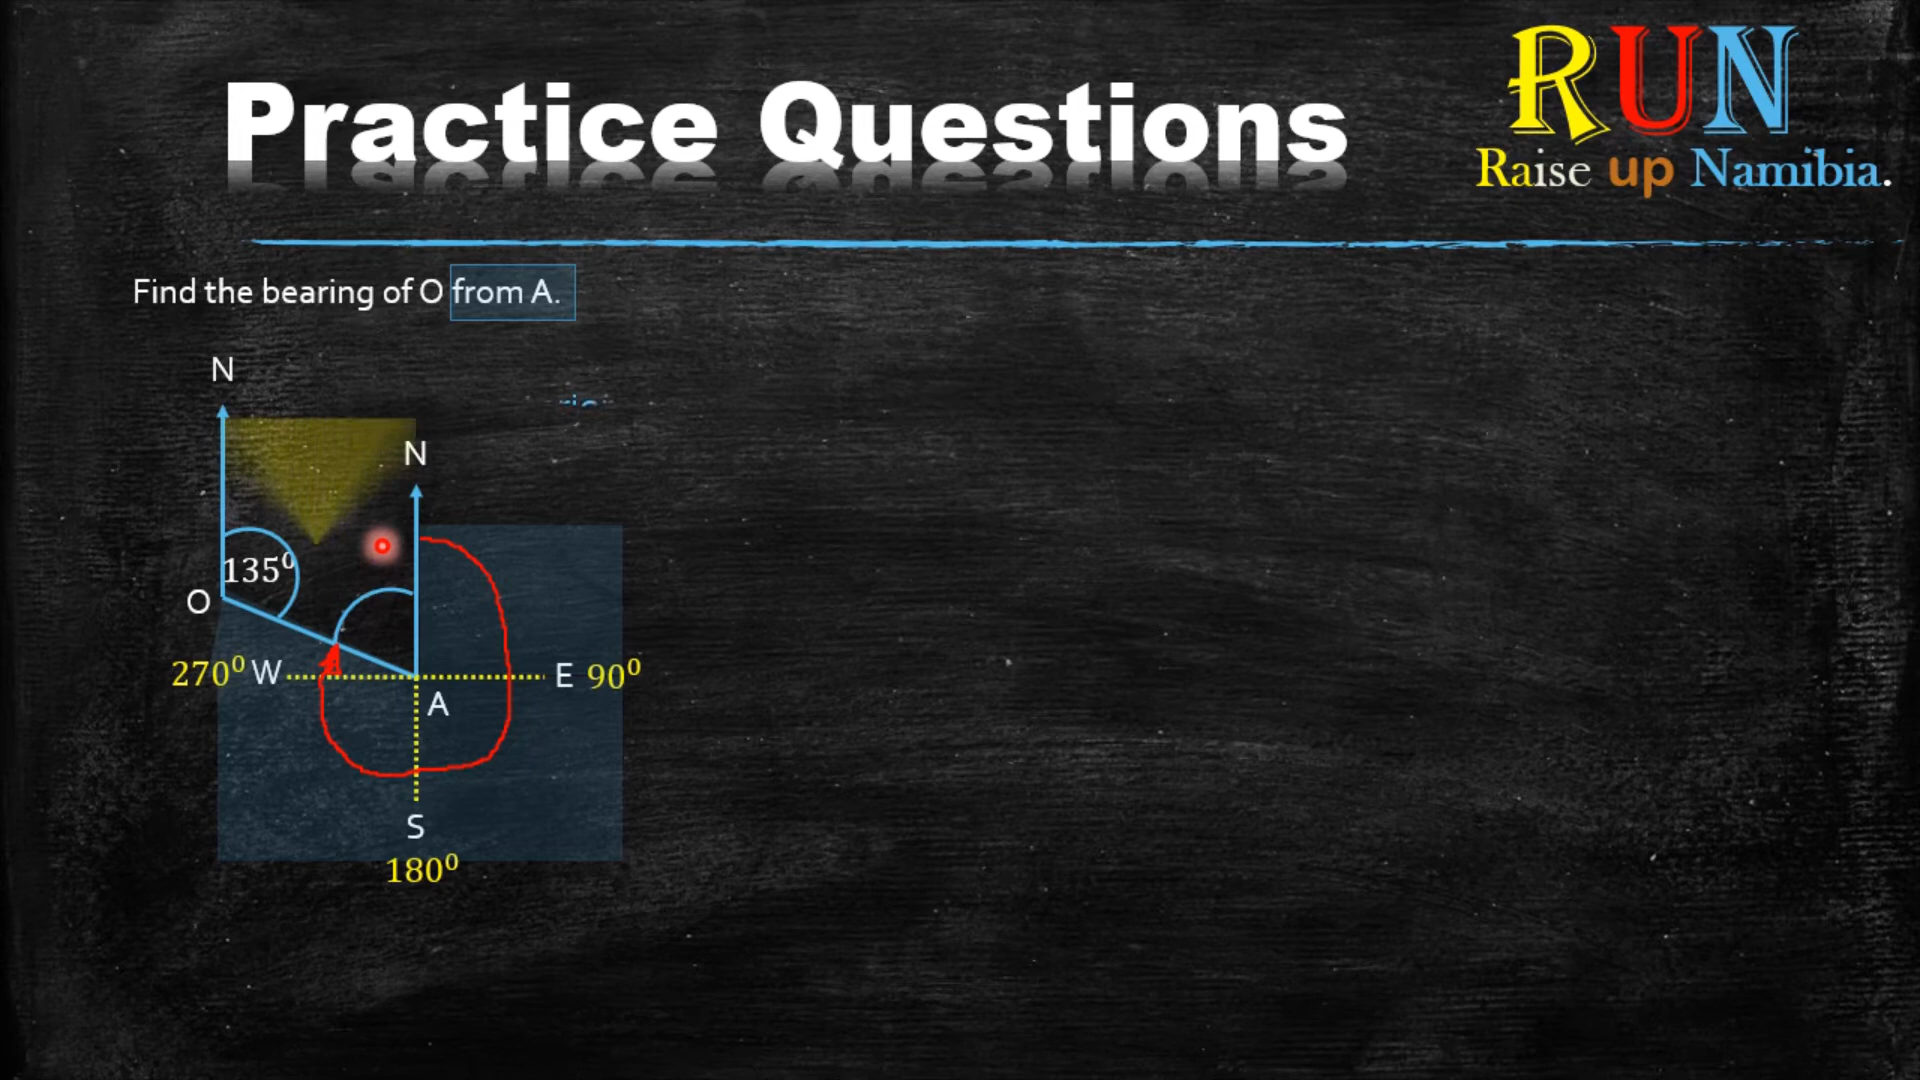 Practice Questions
RUN
Raise up Namibia.
Find the bearing of O from A.
N
N
135⁰
O
270⁰ W
E 90⁰
A
S
180⁰